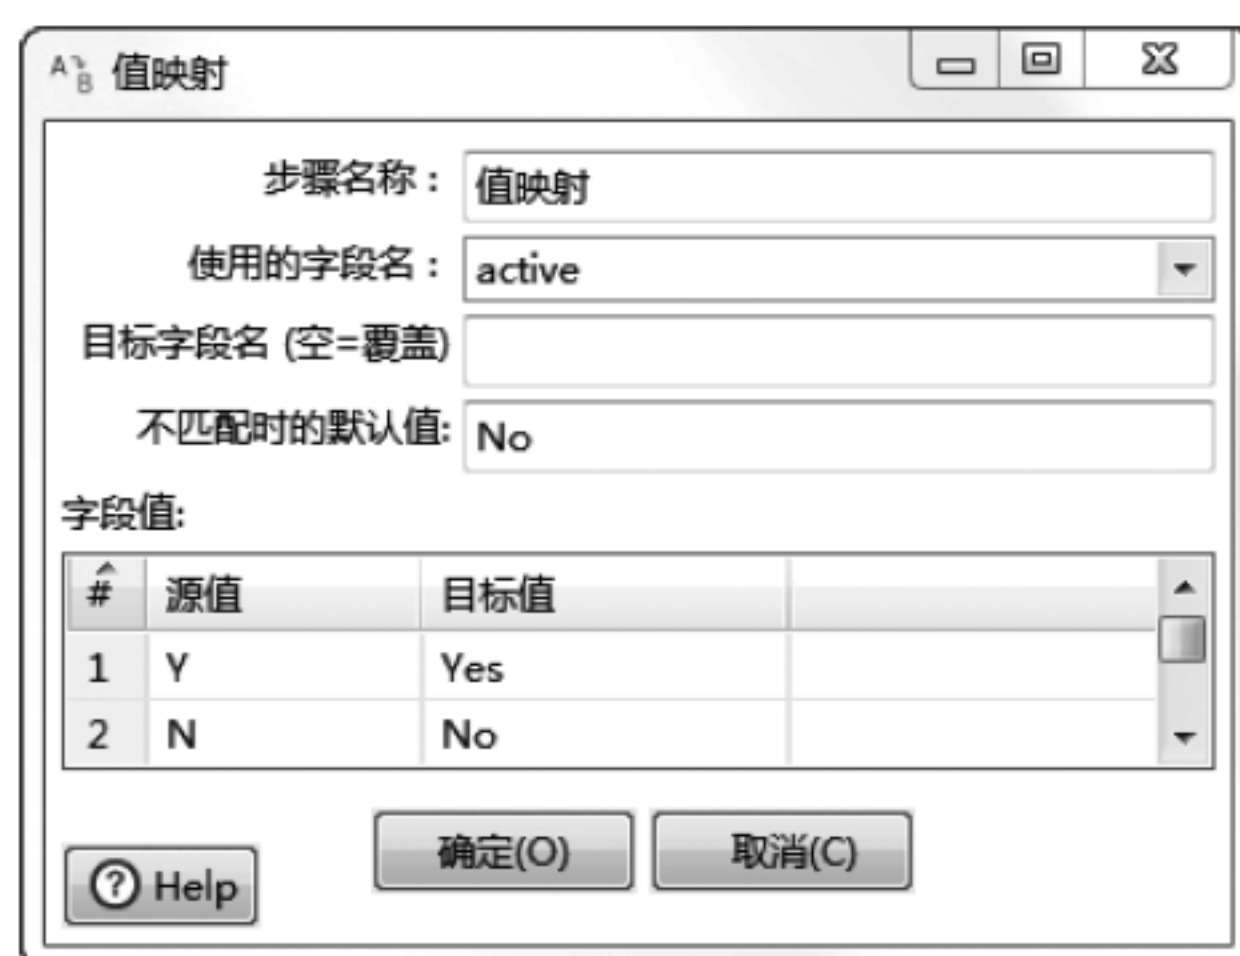 值映射
步骤名称：值映射
使用的字段名：active
目标字段名 (空=覆盖)
不匹配时的默认值: No
字段值:
# 源值 目标值
1 Y Yes
2 N No
确定(O) 取消(C)
Help